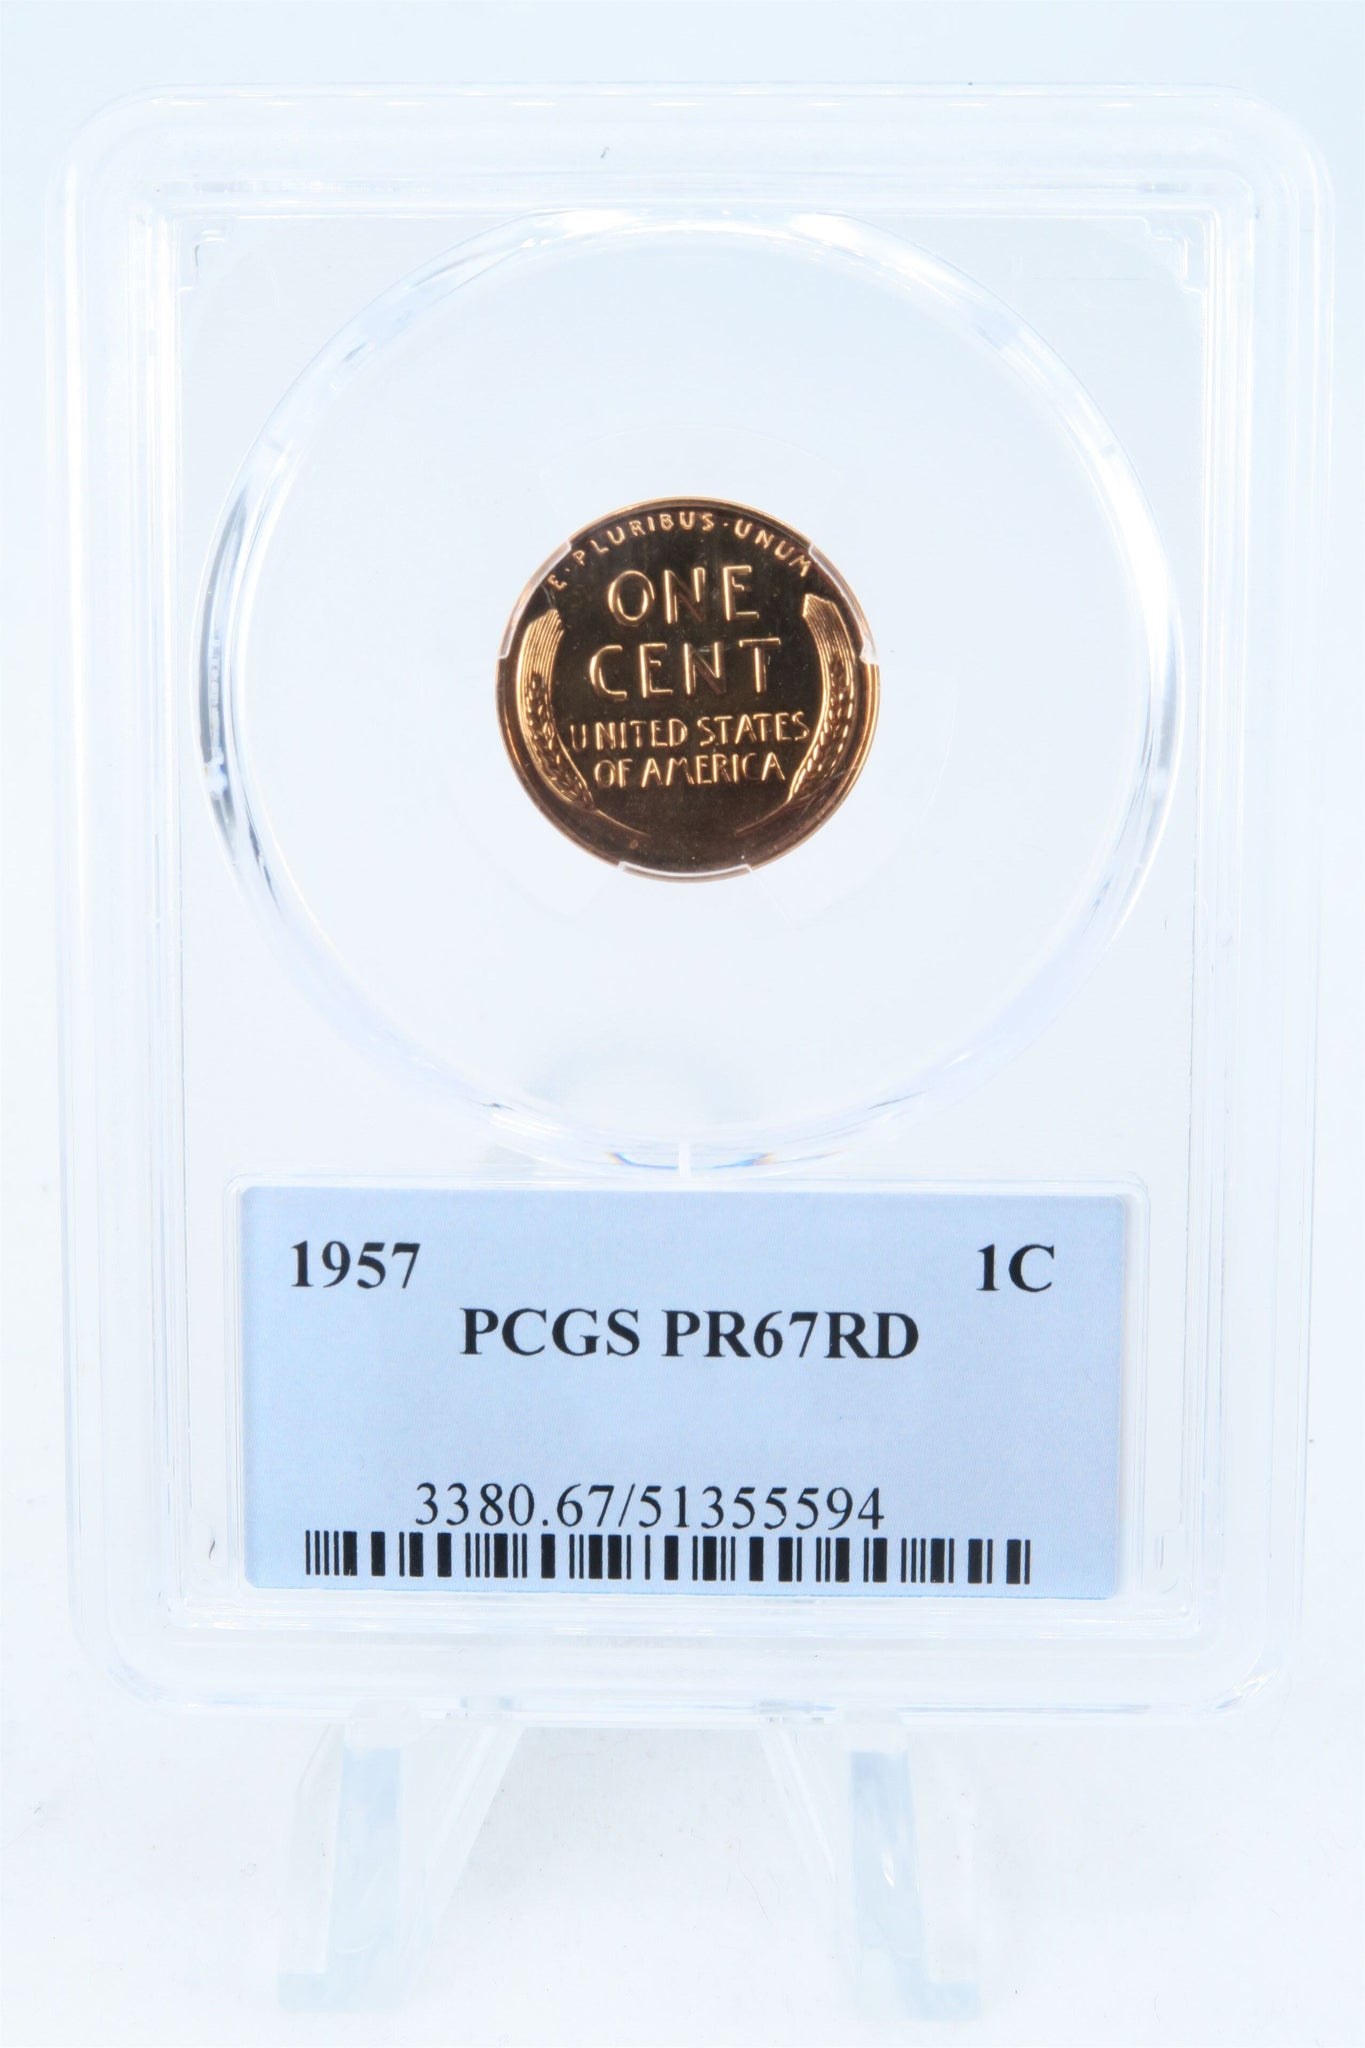 E·PLURIBUS·UNUM
ONE
CENT
UNITED STATES
OF AMERICA
1957 1C
PCGS PR67RD
3380.67/51355594